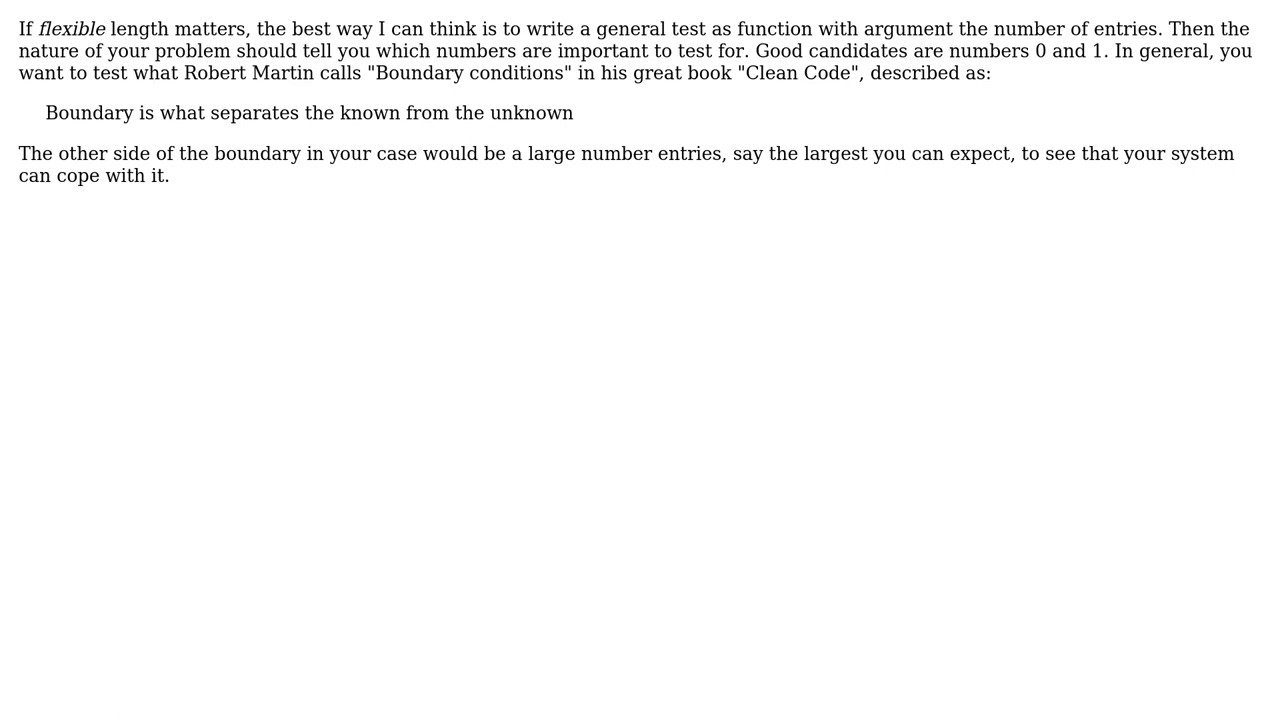 If flexible length matters, the best way I can think is to write a general test as function with argument the number of entries. Then the
nature of your problem should tell you which numbers are important to test for. Good candidates are numbers 0 and 1. In general, you
want to test what Robert Martin calls "Boundary conditions" in his great book "Clean Code", described as:
Boundary is what separates the known from the unknown
The other side of the boundary in your case would be a large number entries, say the largest you can expect, to see that your system
can cope with it.